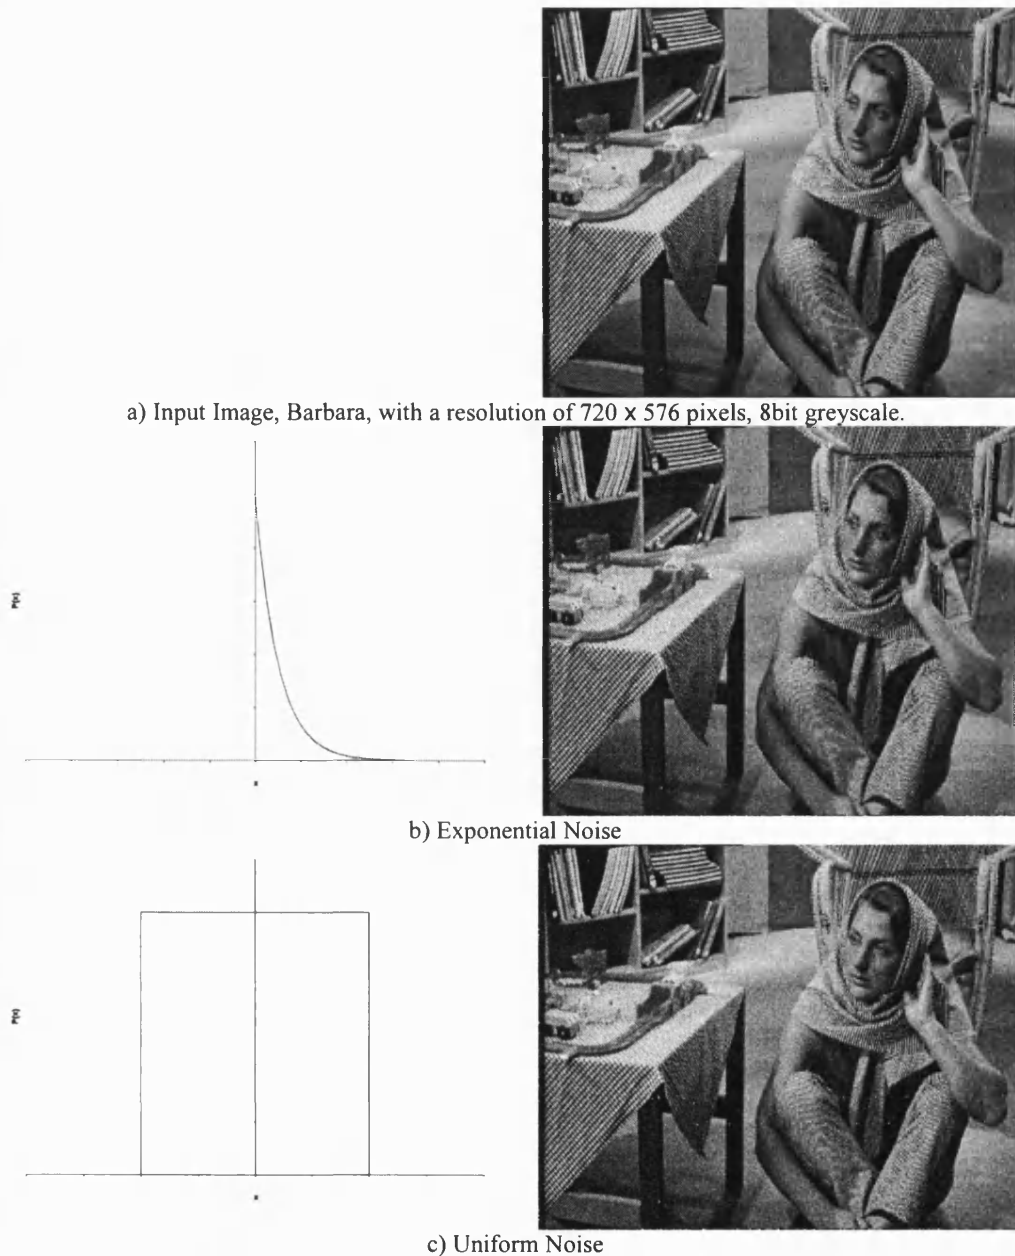 a) Input Image, Barbara, with a resolution of 720 x 576 pixels, 8bit greyscale.
P(x)
x
b) Exponential Noise
P(x)
x
c) Uniform Noise